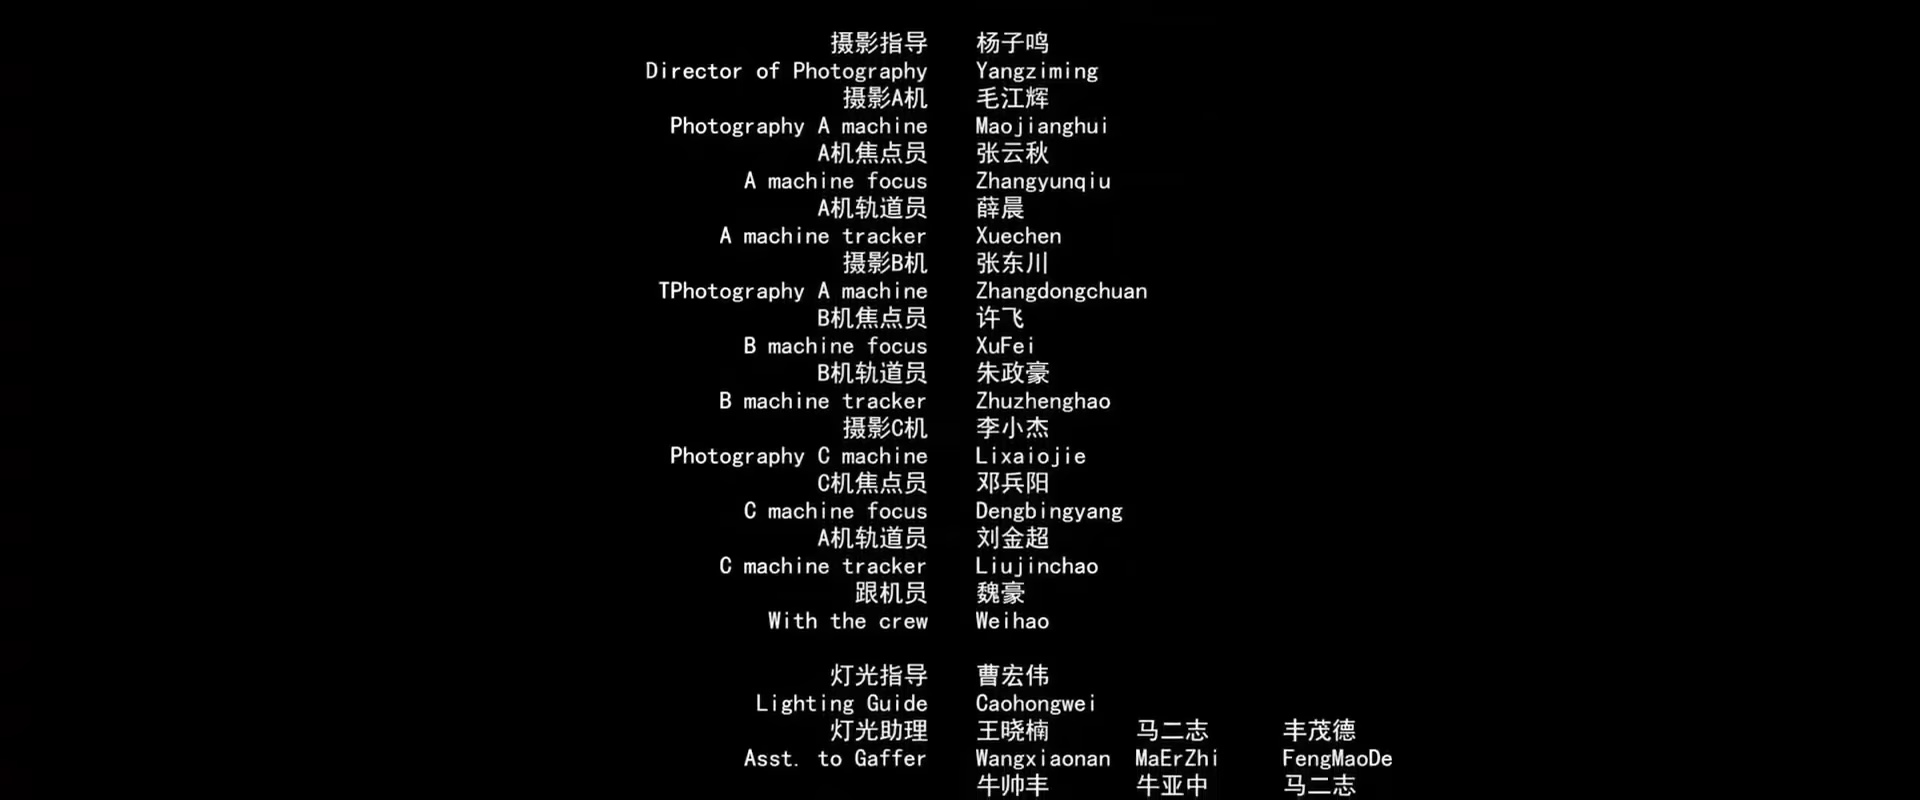 摄影指导 杨子鸣
Director of Photography Yangziming
摄影A机 毛江辉
Photography A machine Maojianghui
A机焦点员 张云秋
A machine focus Zhangyunqiu
A机轨道员 薛晨
A machine tracker Xuechen
摄影B机 张东川
TPhotography A machine Zhangdongchuan
B机焦点员 许飞
B machine focus XuFei
B机轨道员 朱政豪
B machine tracker Zhuzhenghao
摄影C机 李小杰
Photography C machine Lixaiojie
C机焦点员 邓兵阳
C machine focus Dengbingyang
A机轨道员 刘金超
C machine tracker Liujinchao
跟机员 魏豪
With the crew Weihao
灯光指导 曹宏伟
Lighting Guide Caohongwei
灯光助理 王晓楠 马二志 丰茂德
Asst. to Gaffer Wangxiaonan MaErZhi FengMaoDe
牛帅丰 牛亚中 马二志